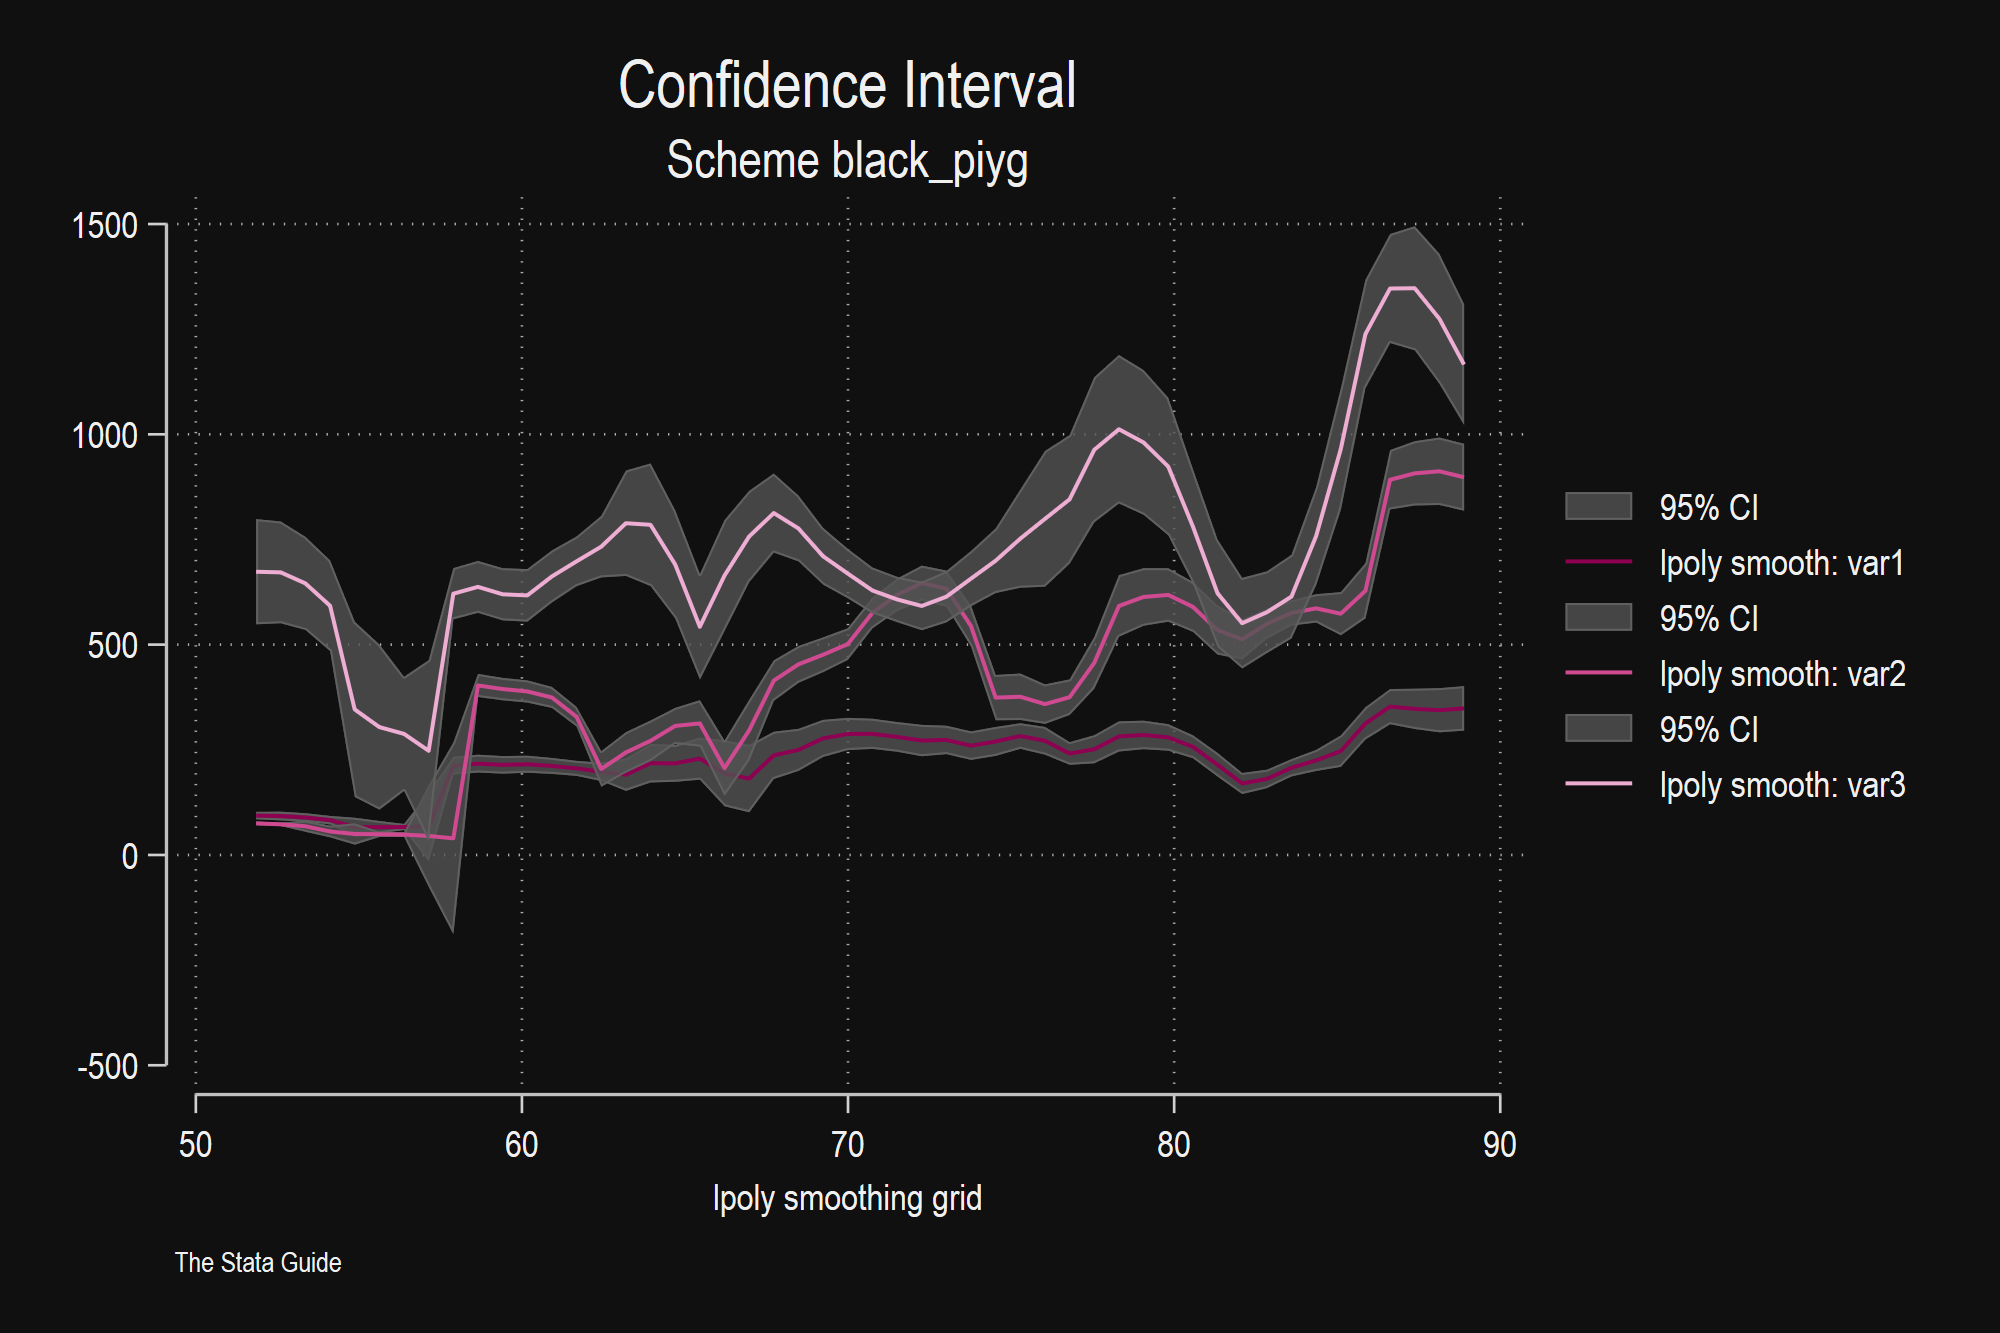 Confidence Interval
Scheme black_piyg
1500
1000
500
0
-500
50 60 70 80 90
lpoly smoothing grid
95% CI
lpoly smooth: var1
95% CI
lpoly smooth: var2
95% CI
lpoly smooth: var3
The Stata Guide